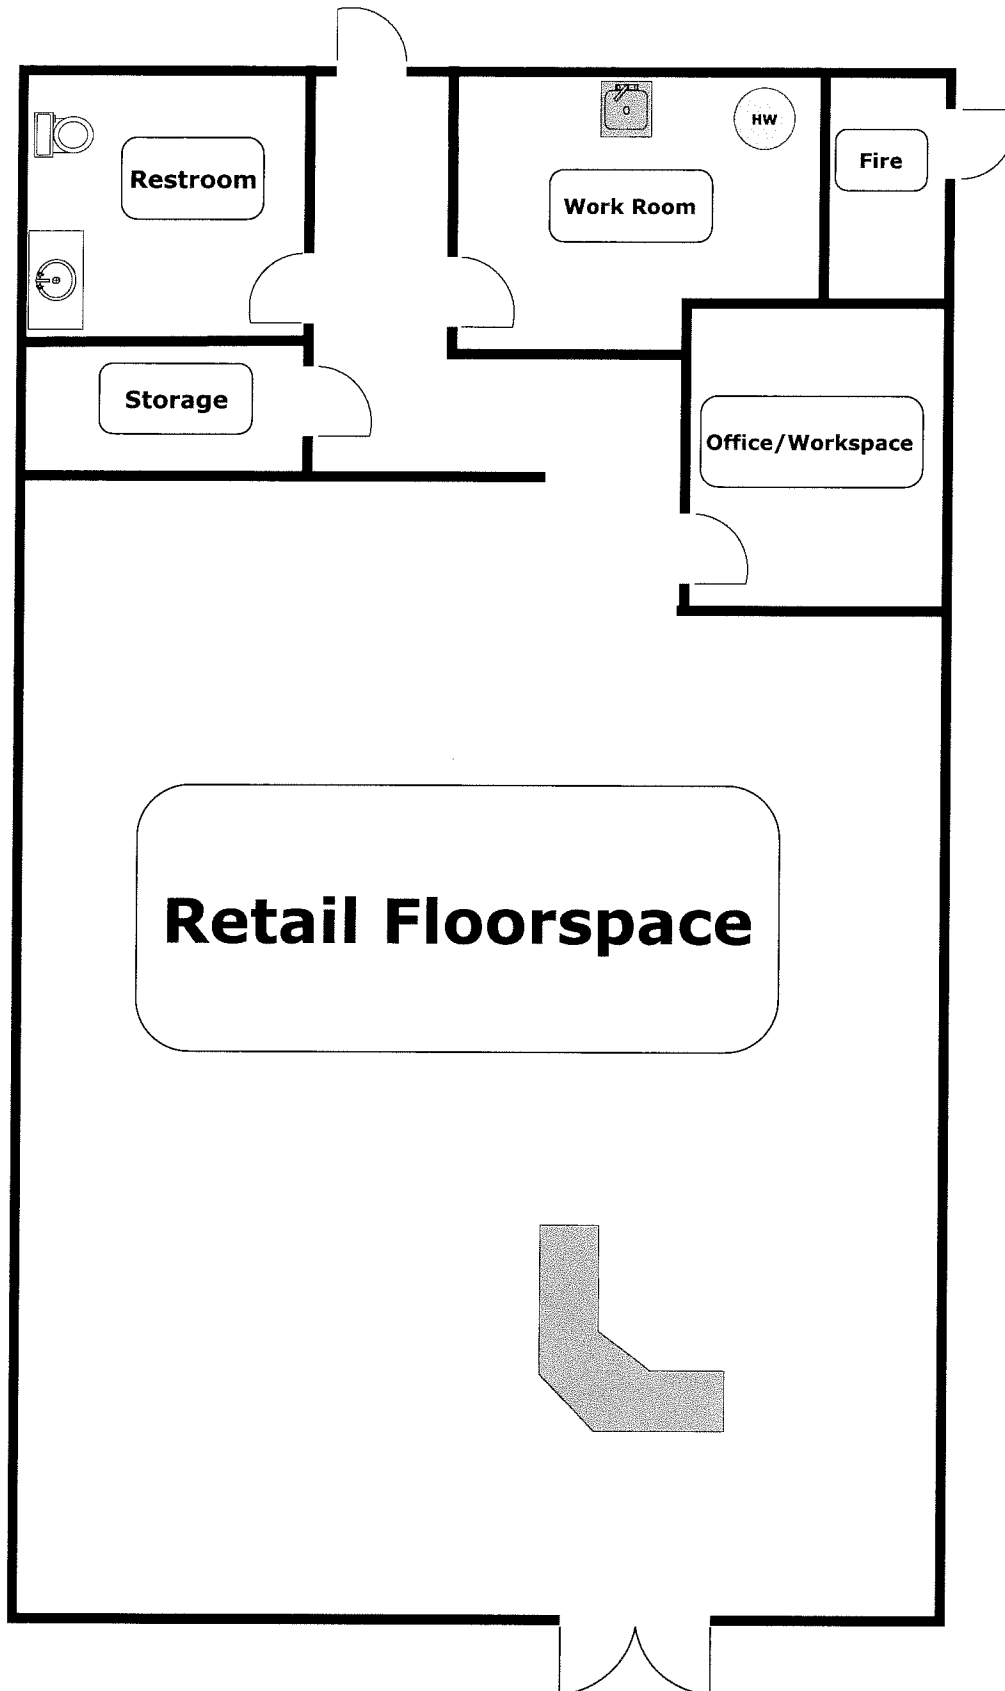 Restroom
HW
Fire
Work Room
Storage
Office/Workspace
Retail Floorspace